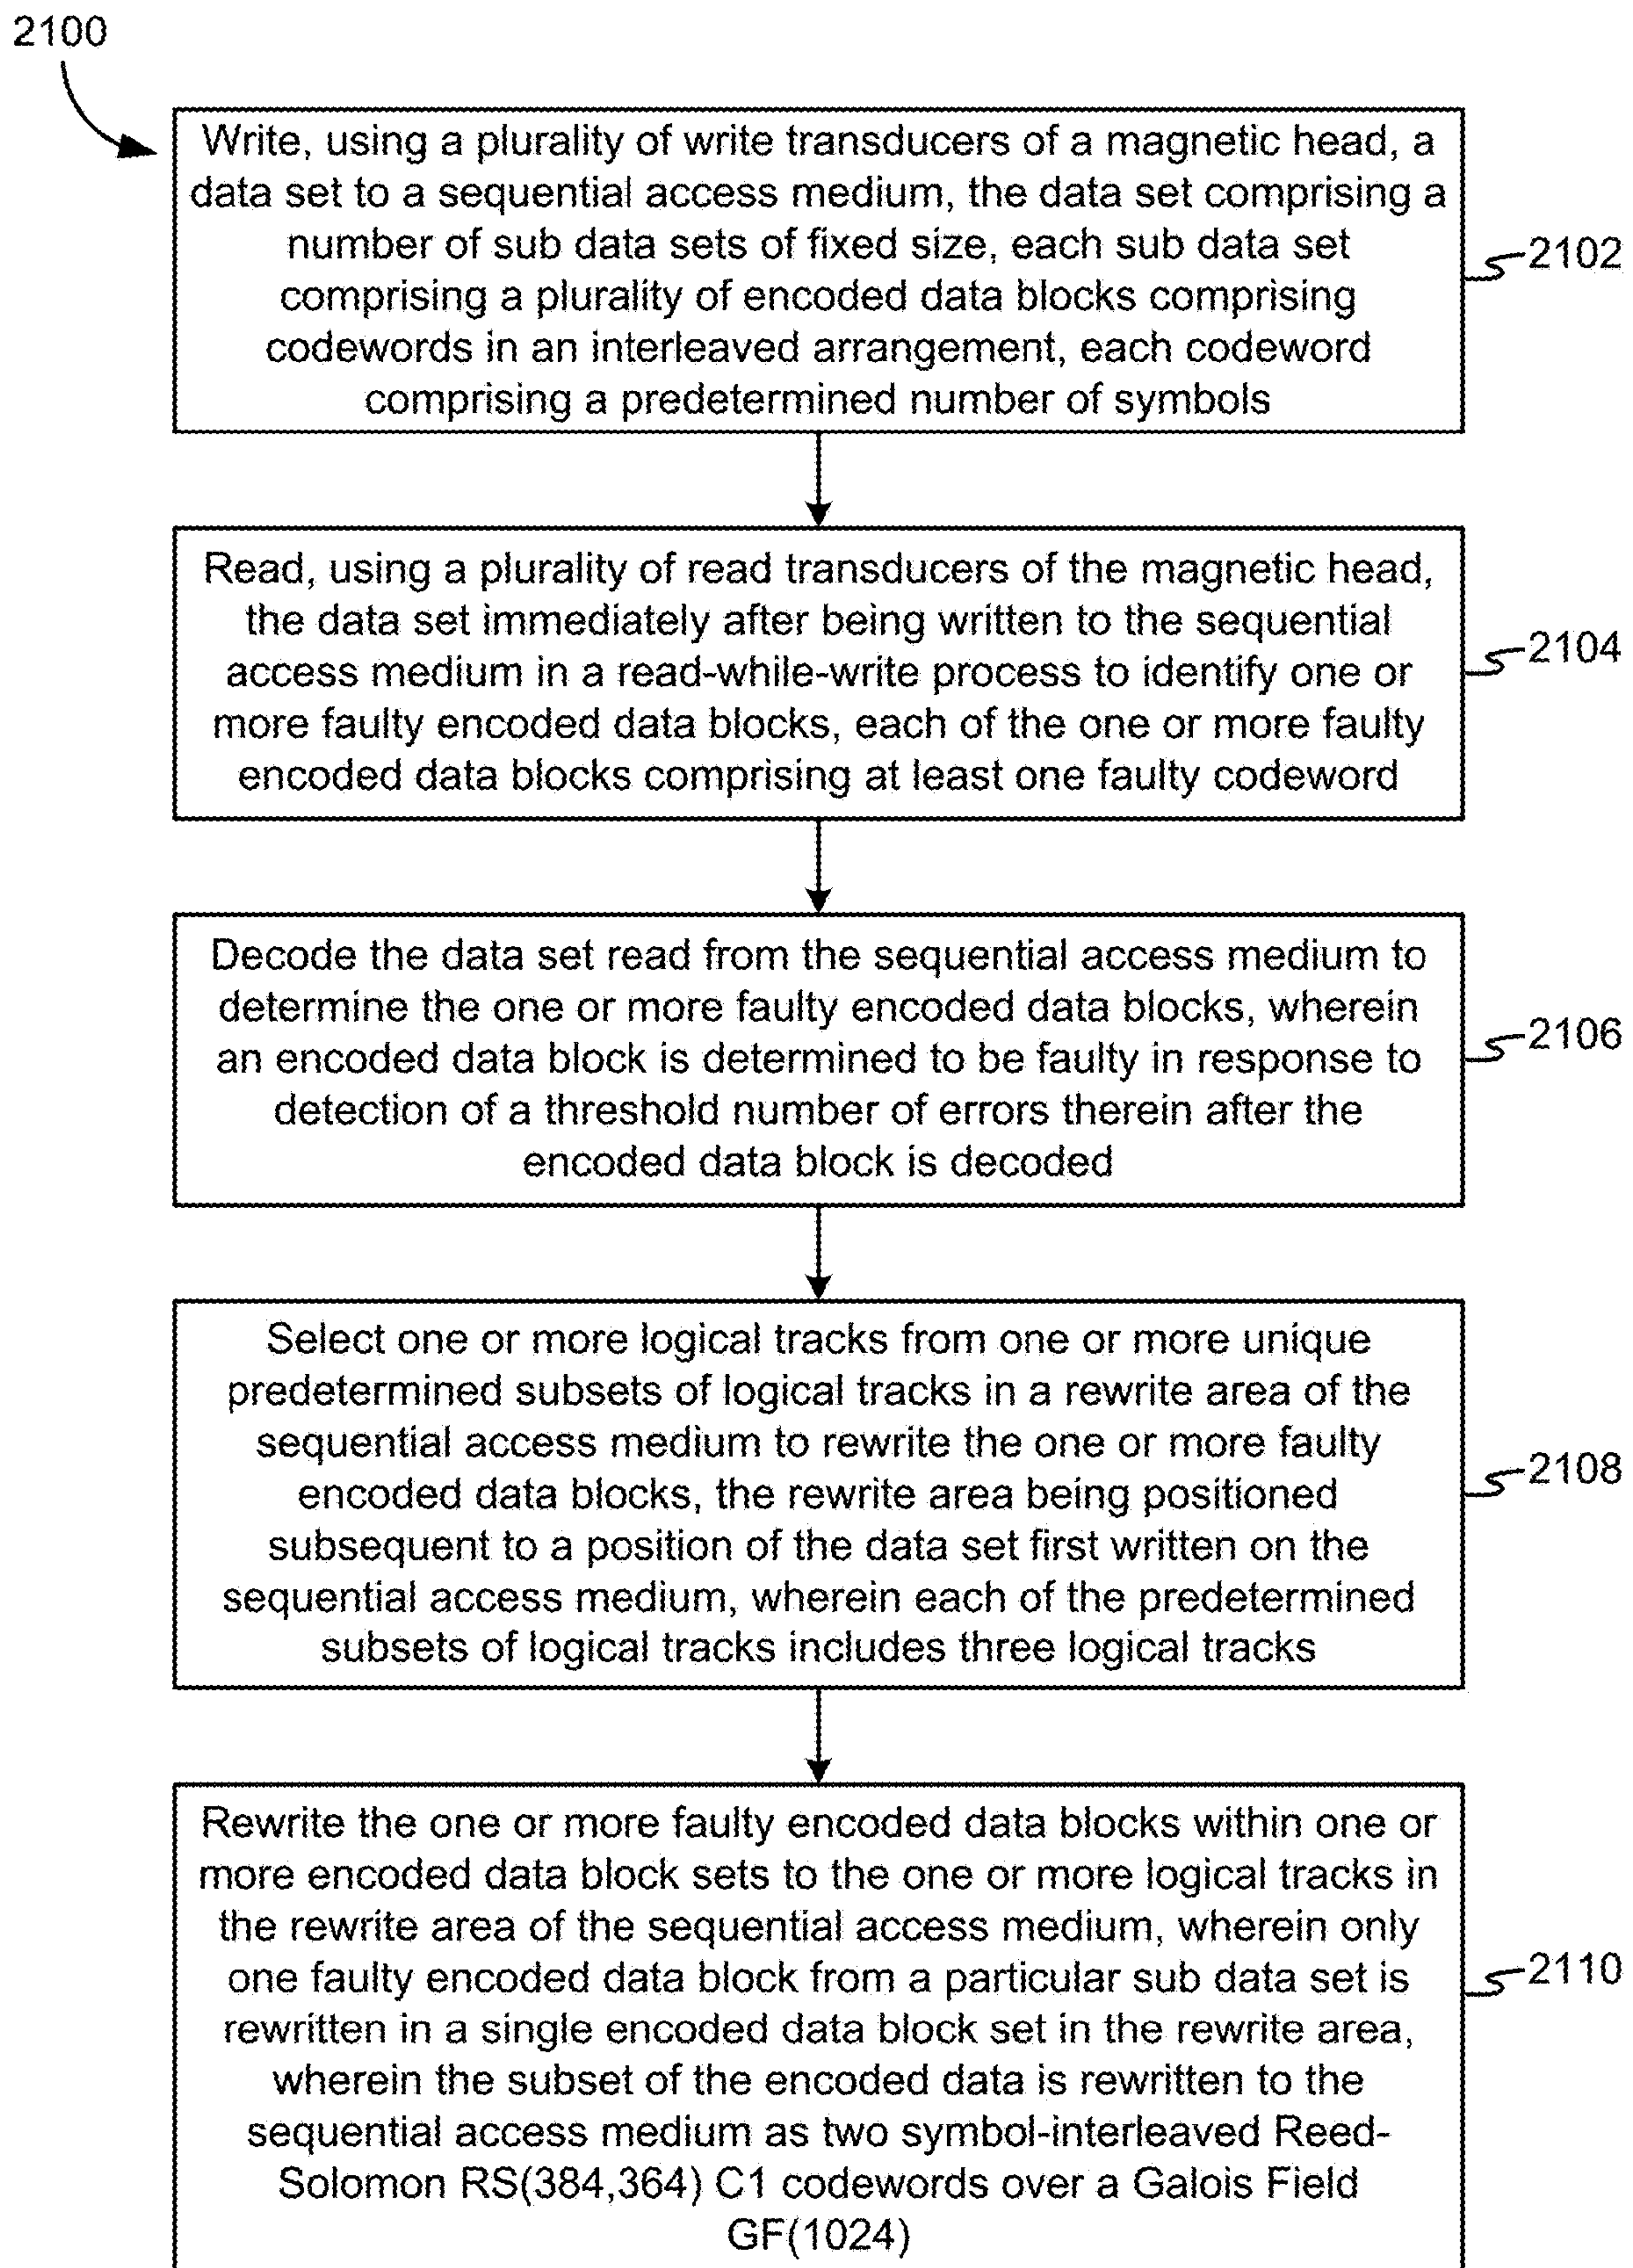 2100
Write, using a plurality of write transducers of a magnetic head, a
data set to a sequential access medium, the data set comprising a
number of sub data sets of fixed size, each sub data set
comprising a plurality of encoded data blocks comprising
codewords in an interleaved arrangement, each codeword
comprising a predetermined number of symbols
2102
Read, using a plurality of read transducers of the magnetic head,
the data set immediately after being written to the sequential
access medium in a read-while-write process to identify one or
more faulty encoded data blocks, each of the one or more faulty
encoded data blocks comprising at least one faulty codeword
2104
Decode the data set read from the sequential access medium to
determine the one or more faulty encoded data blocks, wherein
an encoded data block is determined to be faulty in response to
detection of a threshold number of errors therein after the
encoded data block is decoded
2106
Select one or more logical tracks from one or more unique
predetermined subsets of logical tracks in a rewrite area of the
sequential access medium to rewrite the one or more faulty
encoded data blocks, the rewrite area being positioned
subsequent to a position of the data set first written on the
sequential access medium, wherein each of the predetermined
subsets of logical tracks includes three logical tracks
2108
Rewrite the one or more faulty encoded data blocks within one or
more encoded data block sets to the one or more logical tracks in
the rewrite area of the sequential access medium, wherein only
one faulty encoded data block from a particular sub data set is
rewritten in a single encoded data block set in the rewrite area,
wherein the subset of the encoded data is rewritten to the
sequential access medium as two symbol-interleaved Reed-
Solomon RS(384,364) C1 codewords over a Galois Field
GF(1024)
2110